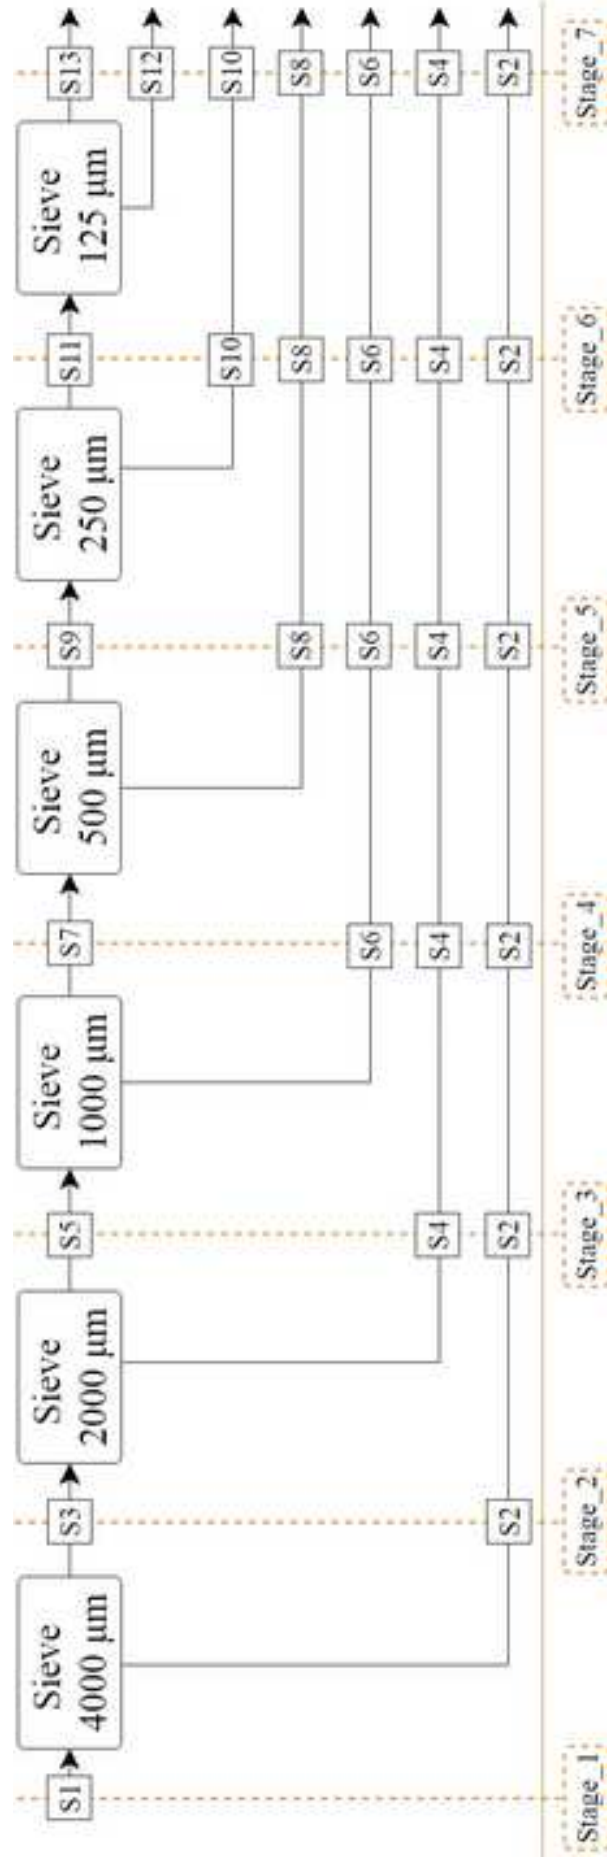 S1
Sieve
4000 μm
S3
Sieve
2000 μm
S5
Sieve
1000 μm
S7
Sieve
500 μm
S9
Sieve
250 μm
S11
Sieve
125 μm
S13
S12
S10
S10
S8
S8
S8
S6
S6
S6
S6
S4
S4
S4
S4
S4
S2
S2
S2
S2
S2
S2
Stage_1
Stage_2
Stage_3
Stage_4
Stage_5
Stage_6
Stage_7